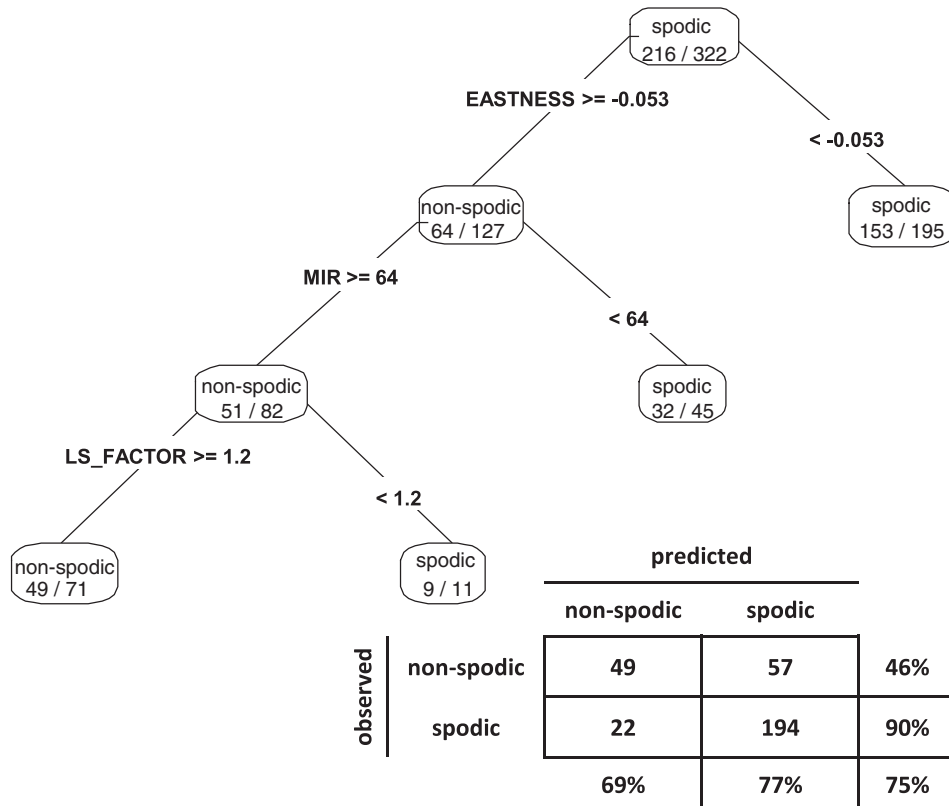 spodic
216 / 322
EASTNESS >= -0.053
< -0.053
non-spodic
64 / 127
spodic
153 / 195
MIR >= 64
< 64
non-spodic
51 / 82
spodic
32 / 45
LS_FACTOR >= 1.2
< 1.2
non-spodic
49 / 71
spodic
9 / 11
predicted
non-spodic spodic
observed
non-spodic 49 57 46%
spodic 22 194 90%
69% 77% 75%